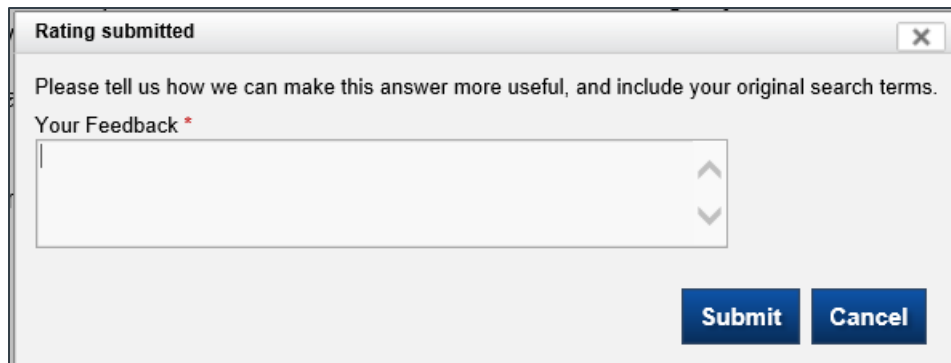 Rating submitted
Please tell us how we can make this answer more useful, and include your original search terms.
Your Feedback *
Submit Cancel